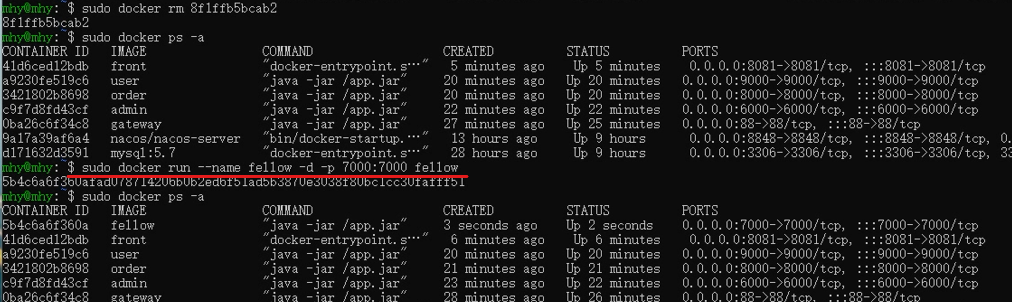 mhy@mhy:~$ sudo docker rm 8f1ffb5bcab2
8f1ffb5bcab2
mhy@mhy:~$ sudo docker ps -a
CONTAINER ID   IMAGE                COMMAND                  CREATED          STATUS          PORTS
41d6ced12bdb   front                "docker-entrypoint.s…"   5 minutes ago    Up 5 minutes    0.0.0.0:8081->8081/tcp, :::8081->8081/tcp
a9230fe519c6   user                 "java -jar /app.jar"     20 minutes ago   Up 20 minutes   0.0.0.0:9000->9000/tcp, :::9000->9000/tcp
3421802b8698   order                "java -jar /app.jar"     20 minutes ago   Up 20 minutes   0.0.0.0:8000->8000/tcp, :::8000->8000/tcp
c9f7d8fd43cf   admin                "java -jar /app.jar"     22 minutes ago   Up 22 minutes   0.0.0.0:6000->6000/tcp, :::6000->6000/tcp
0ba26c6f34c8   gateway              "java -jar /app.jar"     27 minutes ago   Up 25 minutes   0.0.0.0:88->88/tcp, :::88->88/tcp
9a17a39af6a4   nacos/nacos-server   "bin/docker-startup.…"   13 hours ago     Up 9 hours      0.0.0.0:8848->8848/tcp, :::8848->8848/tcp, 0.
d171632d3591   mysql:5.7            "docker-entrypoint.s…"   28 hours ago     Up 9 hours      0.0.0.0:3306->3306/tcp, :::3306->3306/tcp, 33
mhy@mhy:~$ sudo docker run --name fellow -d -p 7000:7000 fellow
5b4c6a6f360afad078714206b0b2ed6f51ad5b3870e3038f80bc1cc30fafff51
mhy@mhy:~$ sudo docker ps -a
CONTAINER ID   IMAGE                COMMAND                  CREATED          STATUS          PORTS
5b4c6a6f360a   fellow               "java -jar /app.jar"     3 seconds ago    Up 2 seconds    0.0.0.0:7000->7000/tcp, :::7000->7000/tcp
41d6ced12bdb   front                "docker-entrypoint.s…"   6 minutes ago    Up 6 minutes    0.0.0.0:8081->8081/tcp, :::8081->8081/tcp
a9230fe519c6   user                 "java -jar /app.jar"     20 minutes ago   Up 20 minutes   0.0.0.0:9000->9000/tcp, :::9000->9000/tcp
3421802b8698   order                "java -jar /app.jar"     21 minutes ago   Up 21 minutes   0.0.0.0:8000->8000/tcp, :::8000->8000/tcp
c9f7d8fd43cf   admin                "java -jar /app.jar"     23 minutes ago   Up 22 minutes   0.0.0.0:6000->6000/tcp, :::6000->6000/tcp
0ba26c6f34c8   gateway              "java -jar /app.jar"     28 minutes ago   Up 26 minutes   0.0.0.0:88->88/tcp, :::88->88/tcp